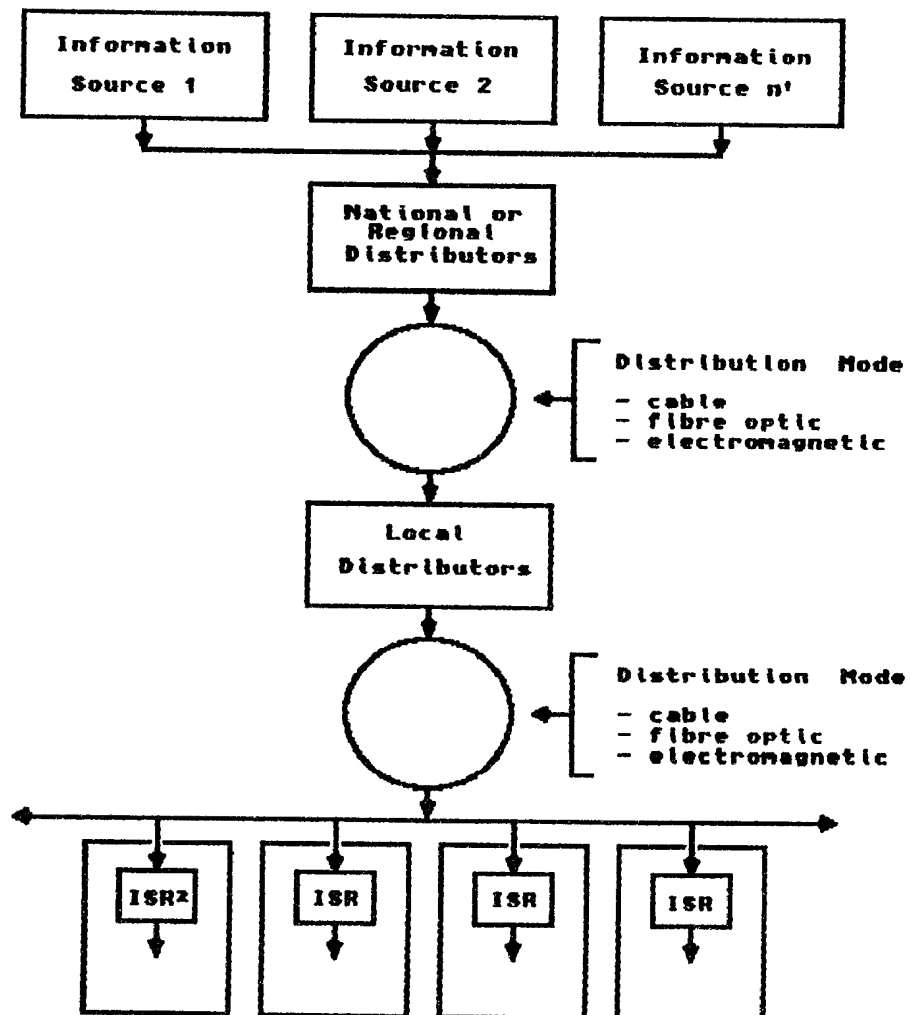 Information
Source 1
Information
Source 2
Information
Source n'
National or
Regional
Distributors
Distribution Mode
- cable
- fibre optic
- electromagnetic
Local
Distributors
Distribution Mode
- cable
- fibre optic
- electromagnetic
ISR²
ISR
ISR
ISR